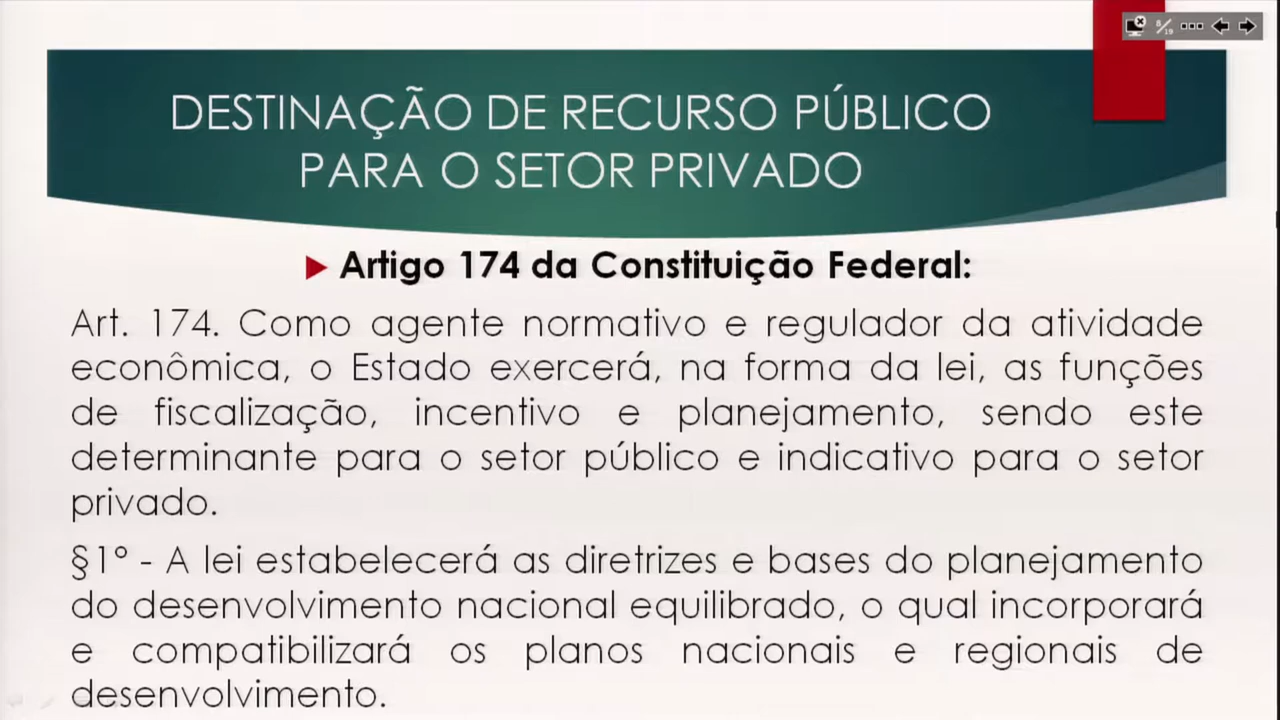 8/19
DESTINAÇÃO DE RECURSO PÚBLICO
PARA O SETOR PRIVADO
Artigo 174 da Constituição Federal:
Art. 174. Como agente normativo e regulador da atividade
econômica, o Estado exercerá, na forma da lei, as funções
de fiscalização, incentivo e planejamento, sendo este
determinante para o setor público e indicativo para o setor
privado.
§1° - A lei estabelecerá as diretrizes e bases do planejamento
do desenvolvimento nacional equilibrado, o qual incorporará
e compatibilizará os planos nacionais e regionais de
desenvolvimento.